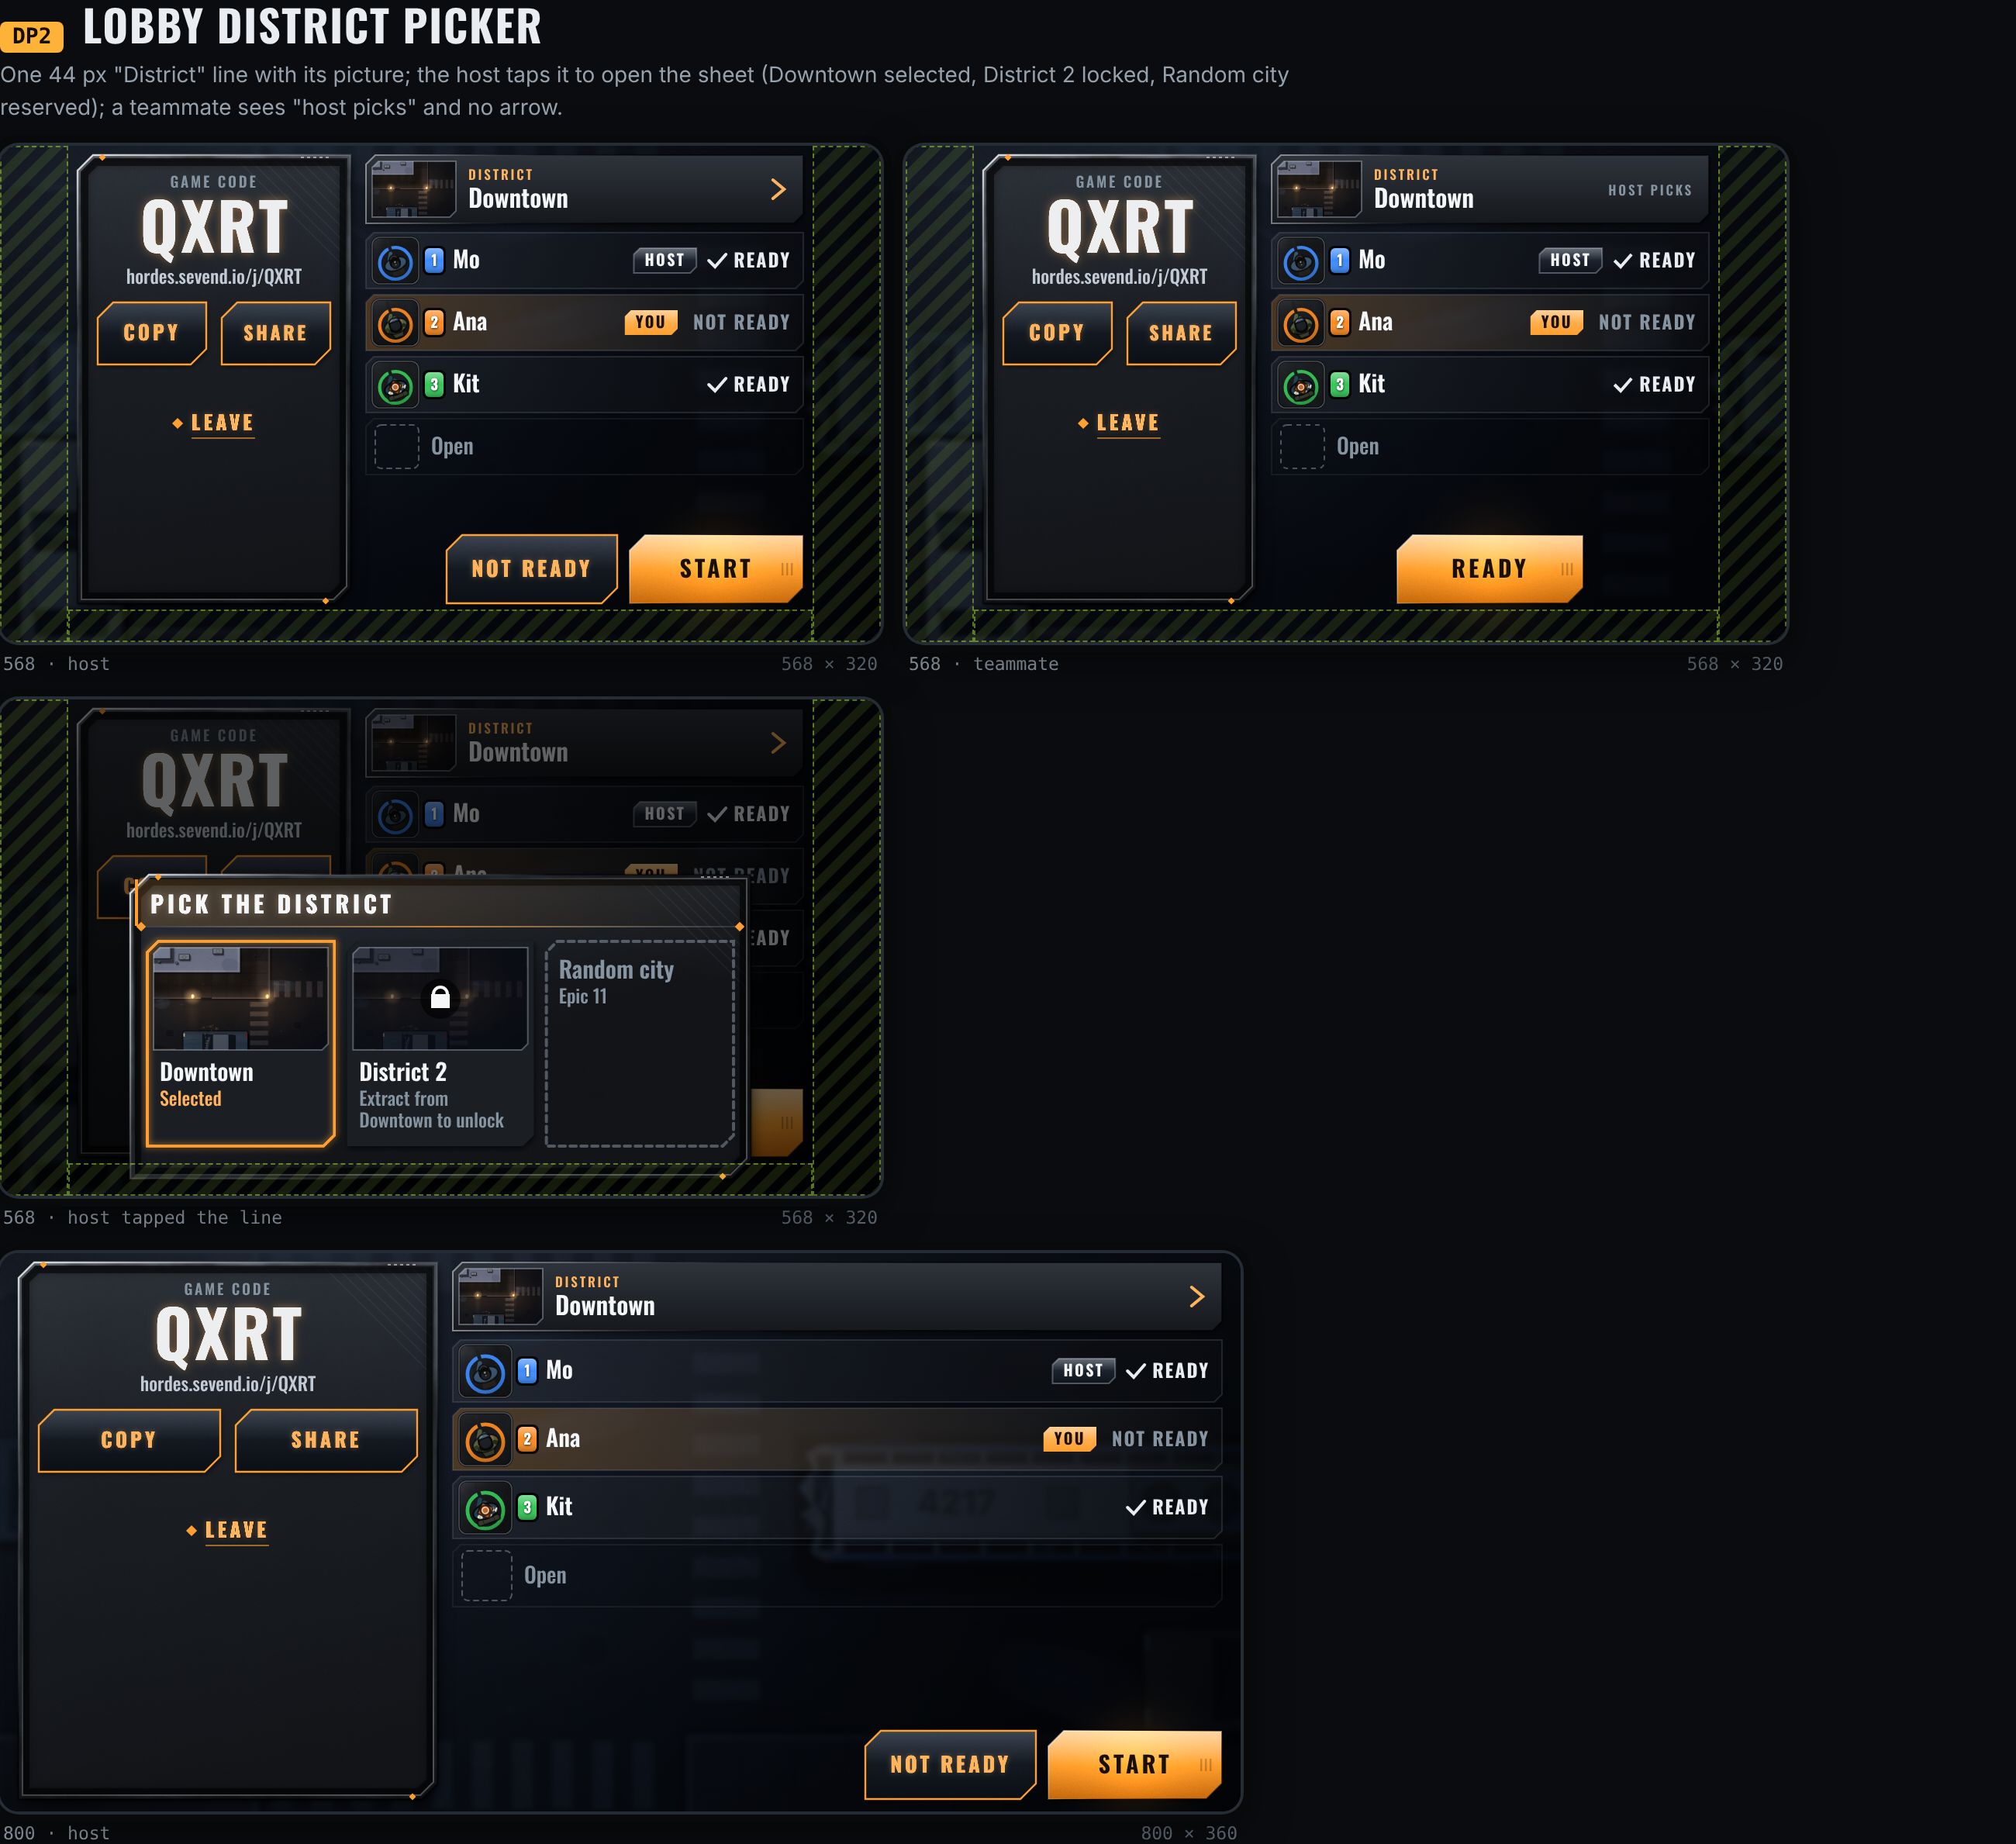 DP2 LOBBY DISTRICT PICKER
One 44 px "District" line with its picture; the host taps it to open the sheet (Downtown selected, District 2 locked, Random city
reserved); a teammate sees "host picks" and no arrow.
GAME CODE
QXRT
hordes.sevend.io/j/QXRT
COPY SHARE
LEAVE
DISTRICT
Downtown
1 Mo HOST READY
2 Ana YOU NOT READY
3 Kit READY
Open
NOT READY START
568 · host 568 × 320
GAME CODE
QXRT
hordes.sevend.io/j/QXRT
COPY SHARE
LEAVE
DISTRICT
Downtown
HOST PICKS
1 Mo HOST READY
2 Ana YOU NOT READY
3 Kit READY
Open
READY
568 · teammate 568 × 320
GAME CODE
QXRT
hordes.sevend.io/j/QXRT
DISTRICT
Downtown
1 Mo HOST READY
PICK THE DISTRICT
Downtown
Selected
District 2
Extract from
Downtown to unlock
Random city
Epic 11
568 · host tapped the line 568 × 320
GAME CODE
QXRT
hordes.sevend.io/j/QXRT
COPY SHARE
LEAVE
DISTRICT
Downtown
1 Mo HOST READY
2 Ana YOU NOT READY
3 Kit READY
4217
Open
NOT READY START
800 · host 800 × 360